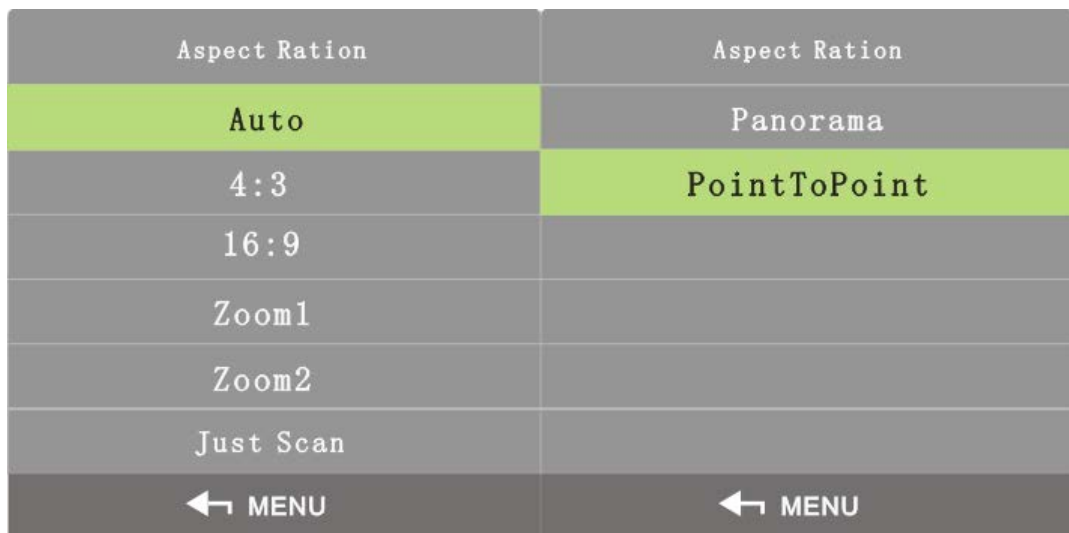 Aspect Ration
Auto
4:3
16:9
Zoom1
Zoom2
Just Scan
MENU
Aspect Ration
Panorama
PointToPoint
MENU